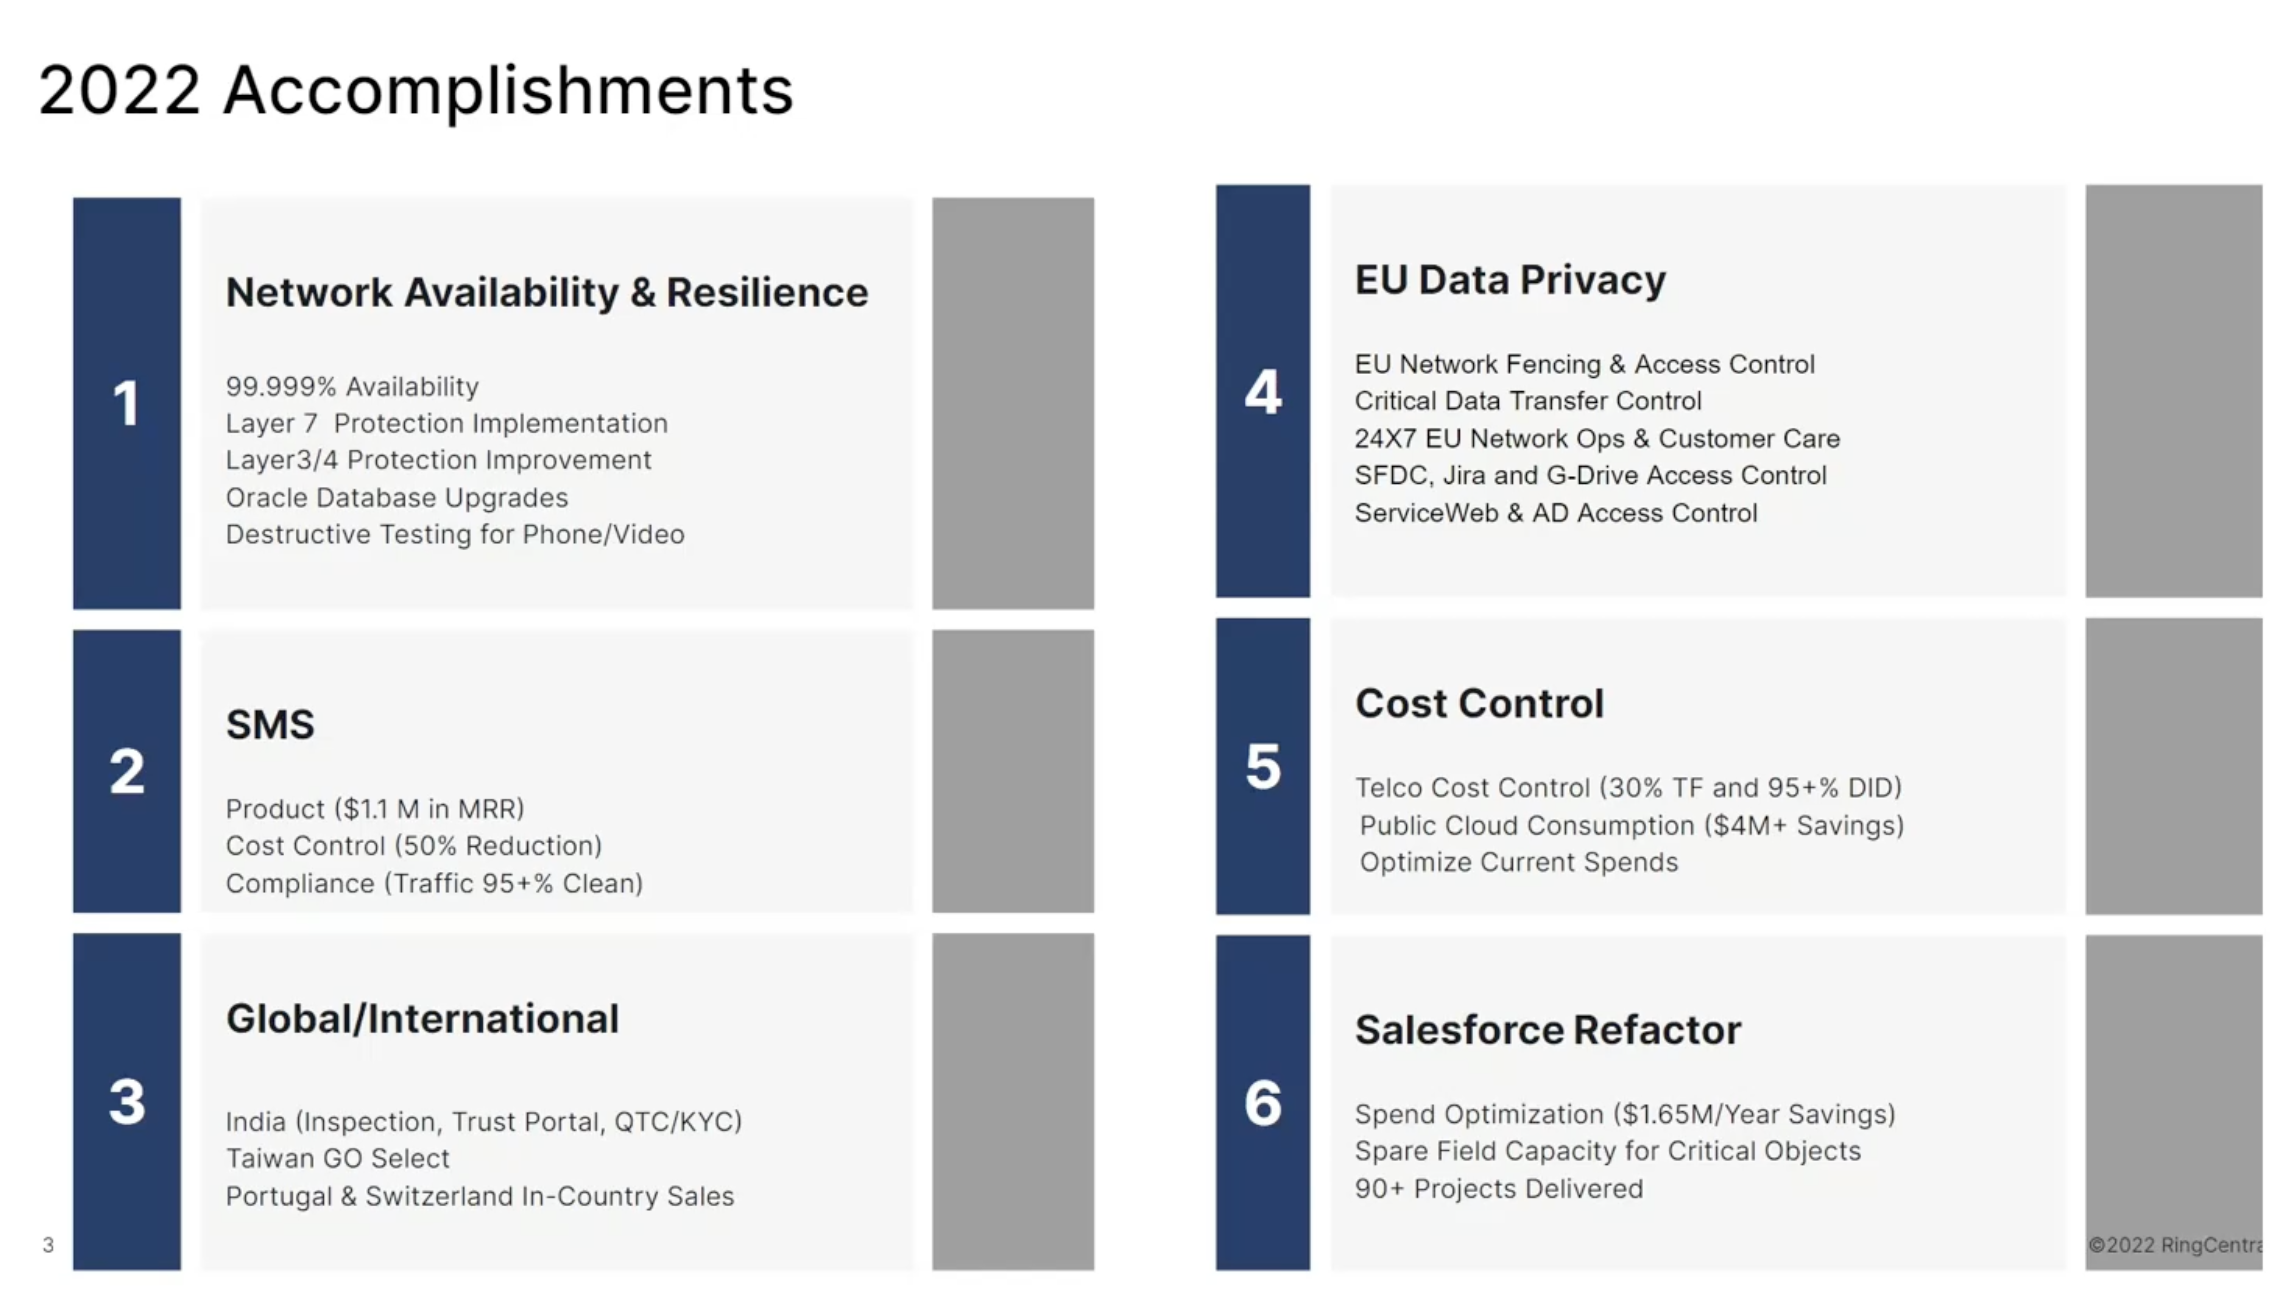 2022 Accomplishments
1
Network Availability & Resilience
99.999% Availability
Layer 7  Protection Implementation
Layer3/4 Protection Improvement
Oracle Database Upgrades
Destructive Testing for Phone/Video
2
SMS
Product ($1.1 M in MRR)
Cost Control (50% Reduction)
Compliance (Traffic 95+% Clean)
3
Global/International
India (Inspection, Trust Portal, QTC/KYC)
Taiwan GO Select
Portugal & Switzerland In-Country Sales
4
EU Data Privacy
EU Network Fencing & Access Control
Critical Data Transfer Control
24X7 EU Network Ops & Customer Care
SFDC, Jira and G-Drive Access Control
ServiceWeb & AD Access Control
5
Cost Control
Telco Cost Control (30% TF and 95+% DID)
Public Cloud Consumption ($4M+ Savings)
Optimize Current Spends
6
Salesforce Refactor
Spend Optimization ($1.65M/Year Savings)
Spare Field Capacity for Critical Objects
90+ Projects Delivered
3
©2022 RingCentra